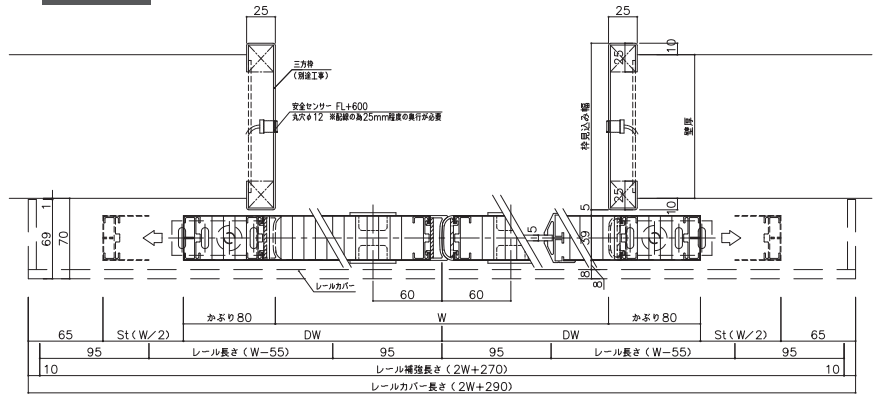 25
25
三方枠
(別途工事)
安全センサー FL+600
丸穴φ12 ※配線の為25mm程度の奥行が必要
25
10
枠見込み幅
壁厚
25
5
10
1
69
70
15
39
8
8
レールカバー
60
60
かぶり80
W
かぶり80
65
St(W/2)
DW
DW
St(W/2)
65
95
レール長さ(W-55)
95
95
レール長さ(W-55)
95
10
レール補強長さ(2W+270)
10
レールカバー長さ(2W+290)